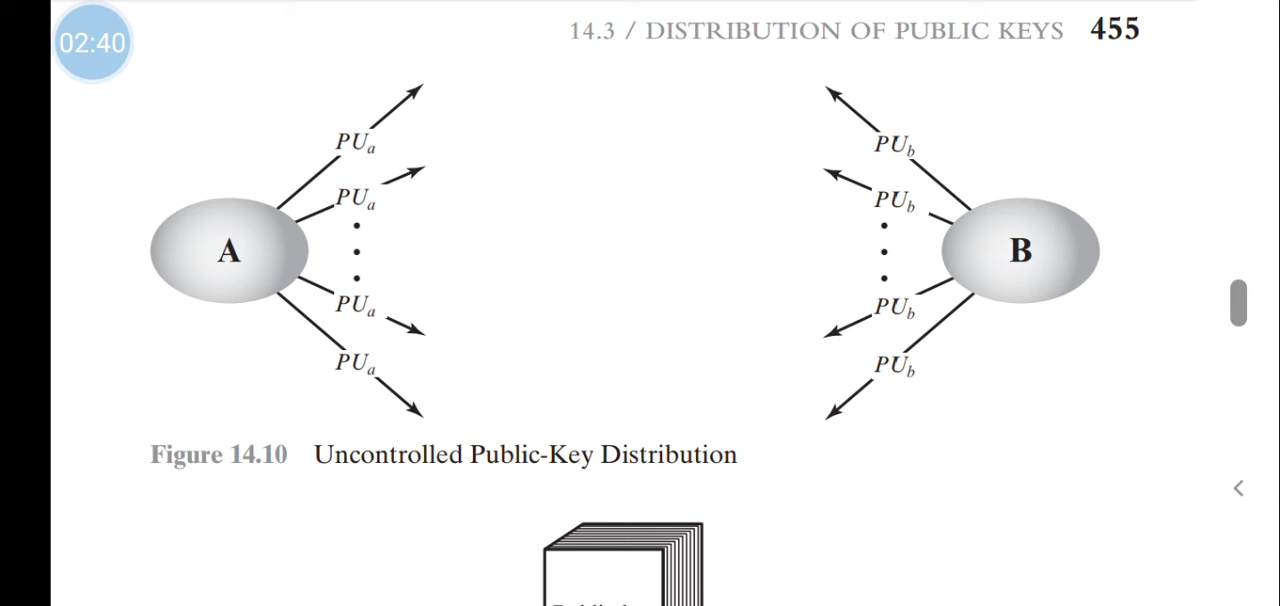 02:40
14.3 / DISTRIBUTION OF PUBLIC KEYS 455
PUa
PUb
PUa
PUb
A
B
PUa
PUb
PUa
PUb
Figure 14.10 Uncontrolled Public-Key Distribution